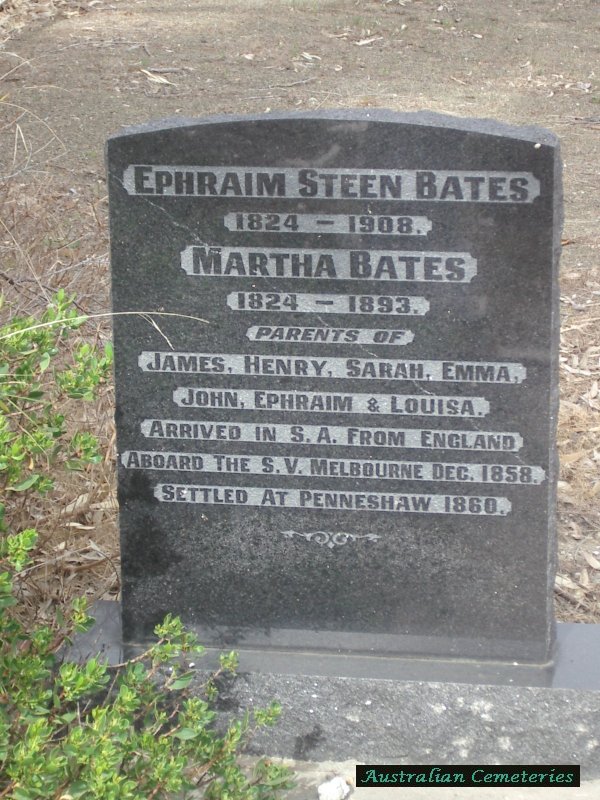 EPHRAIM STEEN BATES
1824 - 1908.
MARTHA BATES
1824 - 1893.
PARENTS OF
JAMES, HENRY, SARAH, EMMA,
JOHN, EPHRAIM & LOUISA.
ARRIVED IN S.A. FROM ENGLAND
ABOARD THE S.V. MELBOURNE DEC. 1858.
SETTLED AT PENNESHAW 1860.
Australian Cemeteries